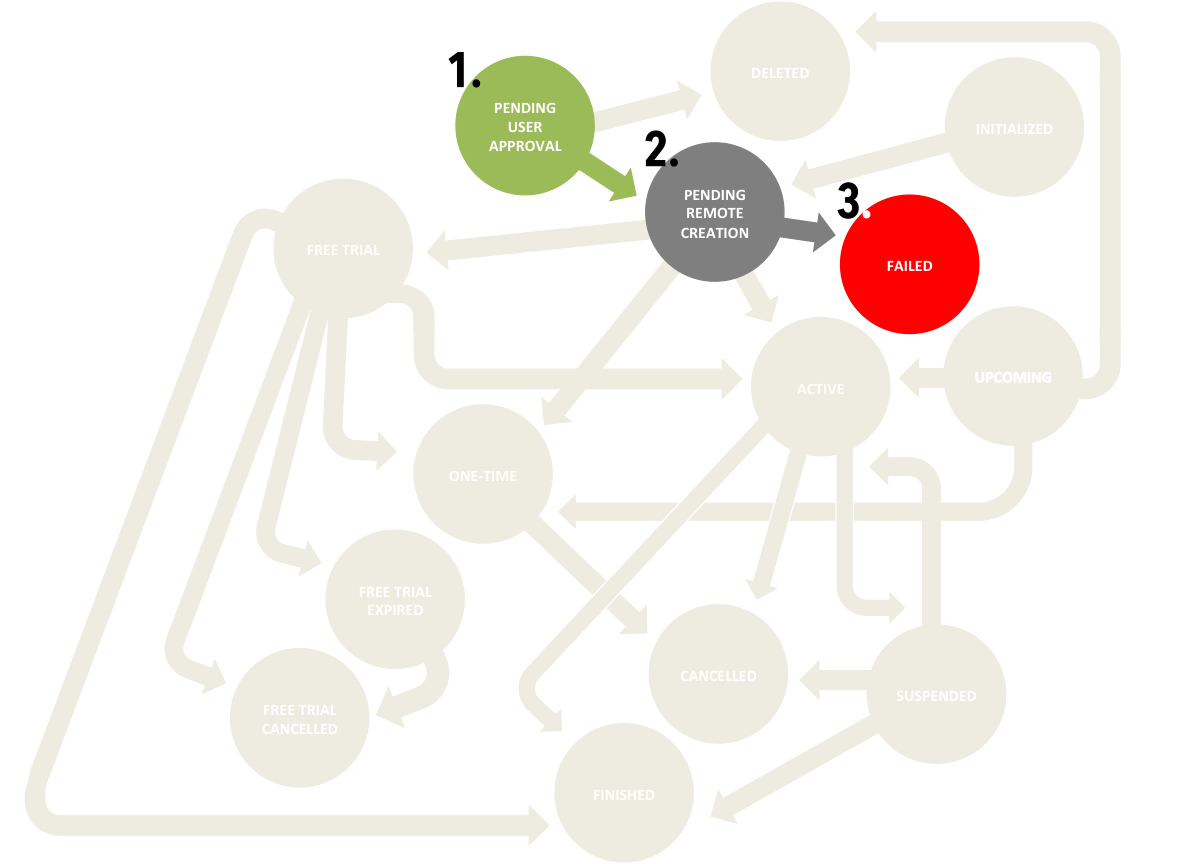 DELETED
1.
PENDING
USER
APPROVAL
INITIALIZED
2.
PENDING
REMOTE
CREATION
3.
FAILED
FREE TRIAL
ACTIVE
UPCOMING
ONE-TIME
FREE TRIAL
EXPIRED
CANCELLED
SUSPENDED
FREE TRIAL
CANCELLED
FINISHED